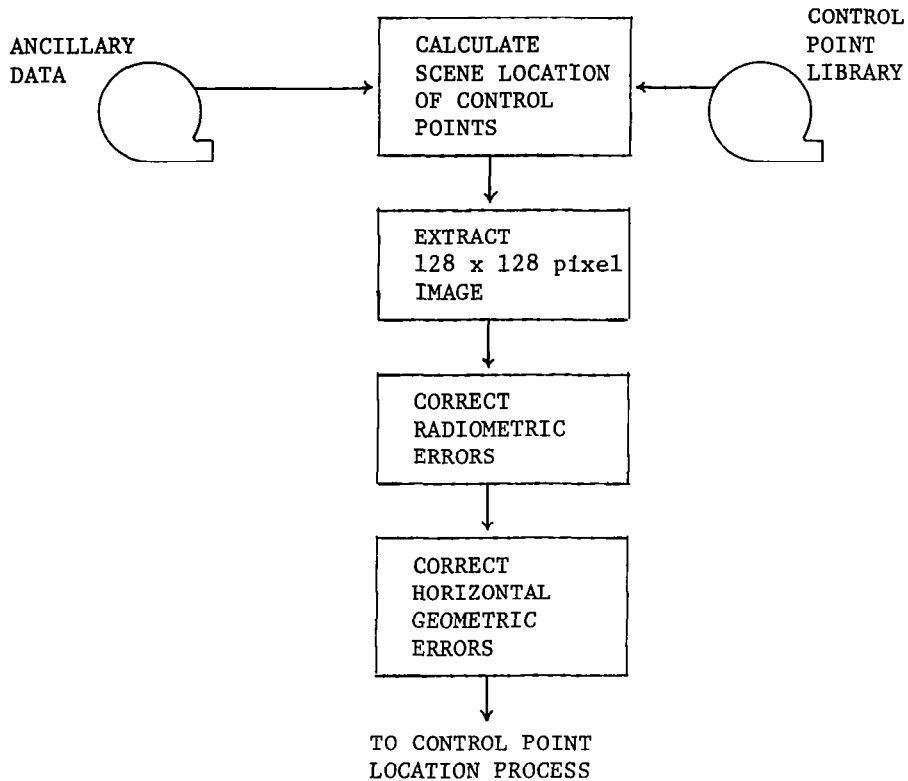 ANCILLARY
DATA
CALCULATE
SCENE LOCATION
OF CONTROL
POINTS
CONTROL
POINT
LIBRARY
EXTRACT
128 x 128 pixel
IMAGE
CORRECT
RADIOMETRIC
ERRORS
CORRECT
HORIZONTAL
GEOMETRIC
ERRORS
TO CONTROL POINT
LOCATION PROCESS